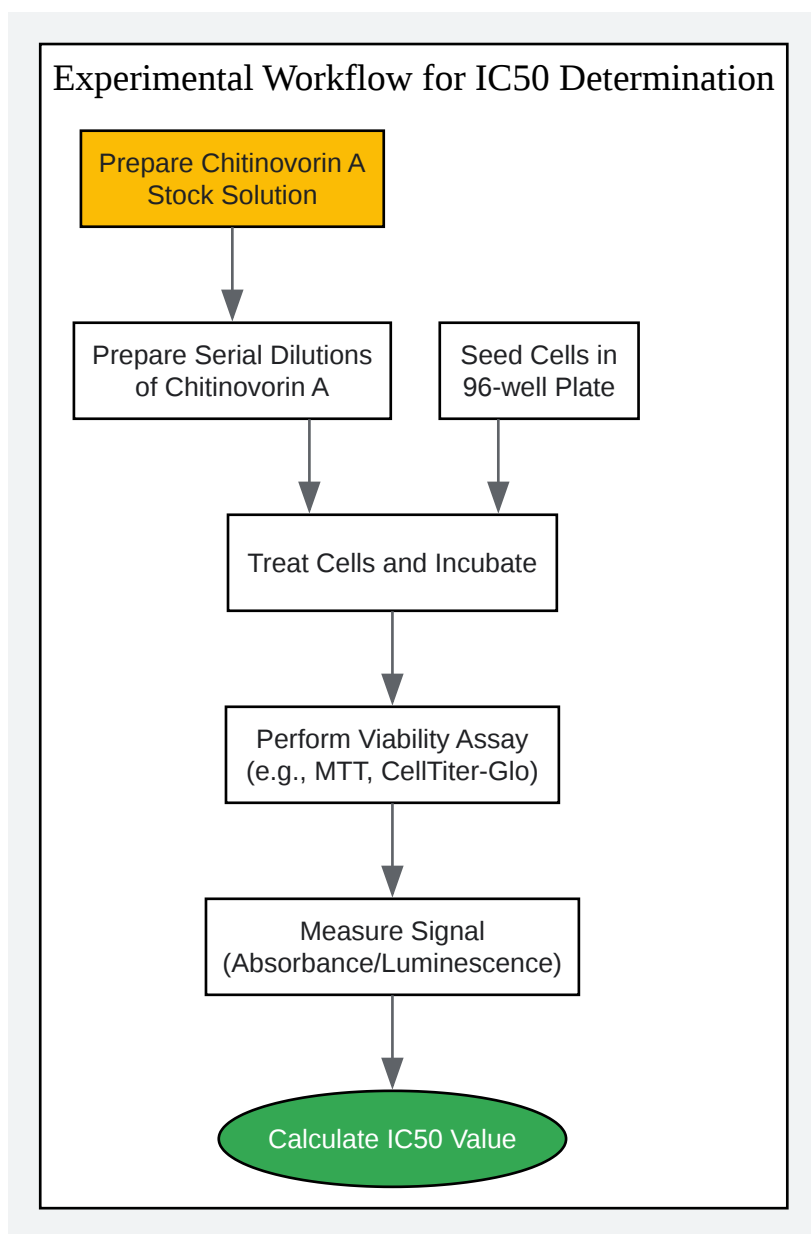 Experimental Workflow for IC50 Determination
Prepare Chitinovorin A
Stock Solution
Prepare Serial Dilutions
of Chitinovorin A
Seed Cells in
96-well Plate
Treat Cells and Incubate
Perform Viability Assay
(e.g., MTT, CellTiter-Glo)
Measure Signal
(Absorbance/Luminescence)
Calculate IC50 Value